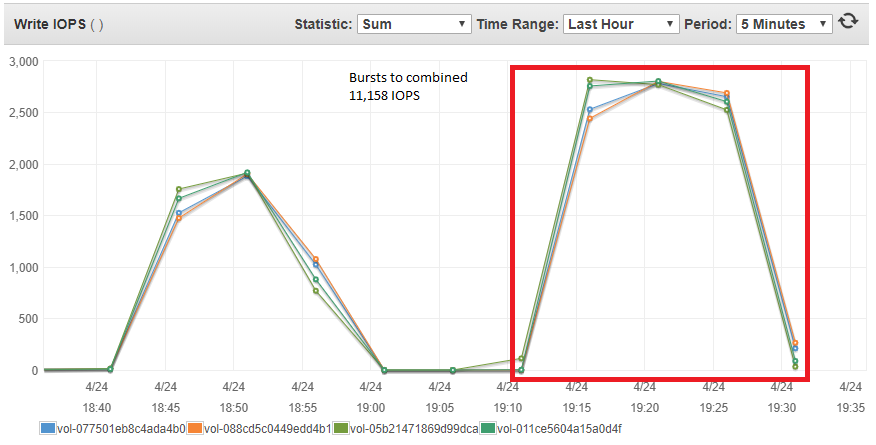 Write IOPS ( ) Statistic: Sum Time Range: Last Hour Period: 5 Minutes
3,000
Bursts to combined
11,158 IOPS
2,500
2,000
1,500
1,000
500
0
4/24 4/24 4/24 4/24 4/24 4/24 4/24 4/24 4/24 4/24 4/24 4/24
18:40 18:45 18:50 18:55 19:00 19:05 19:10 19:15 19:20 19:25 19:30 19:35
vol-077501eb8c4ada4b0 vol-088cd5c0449edd4b1 vol-05b21471869d99dca vol-011ce5604a15a0d4f